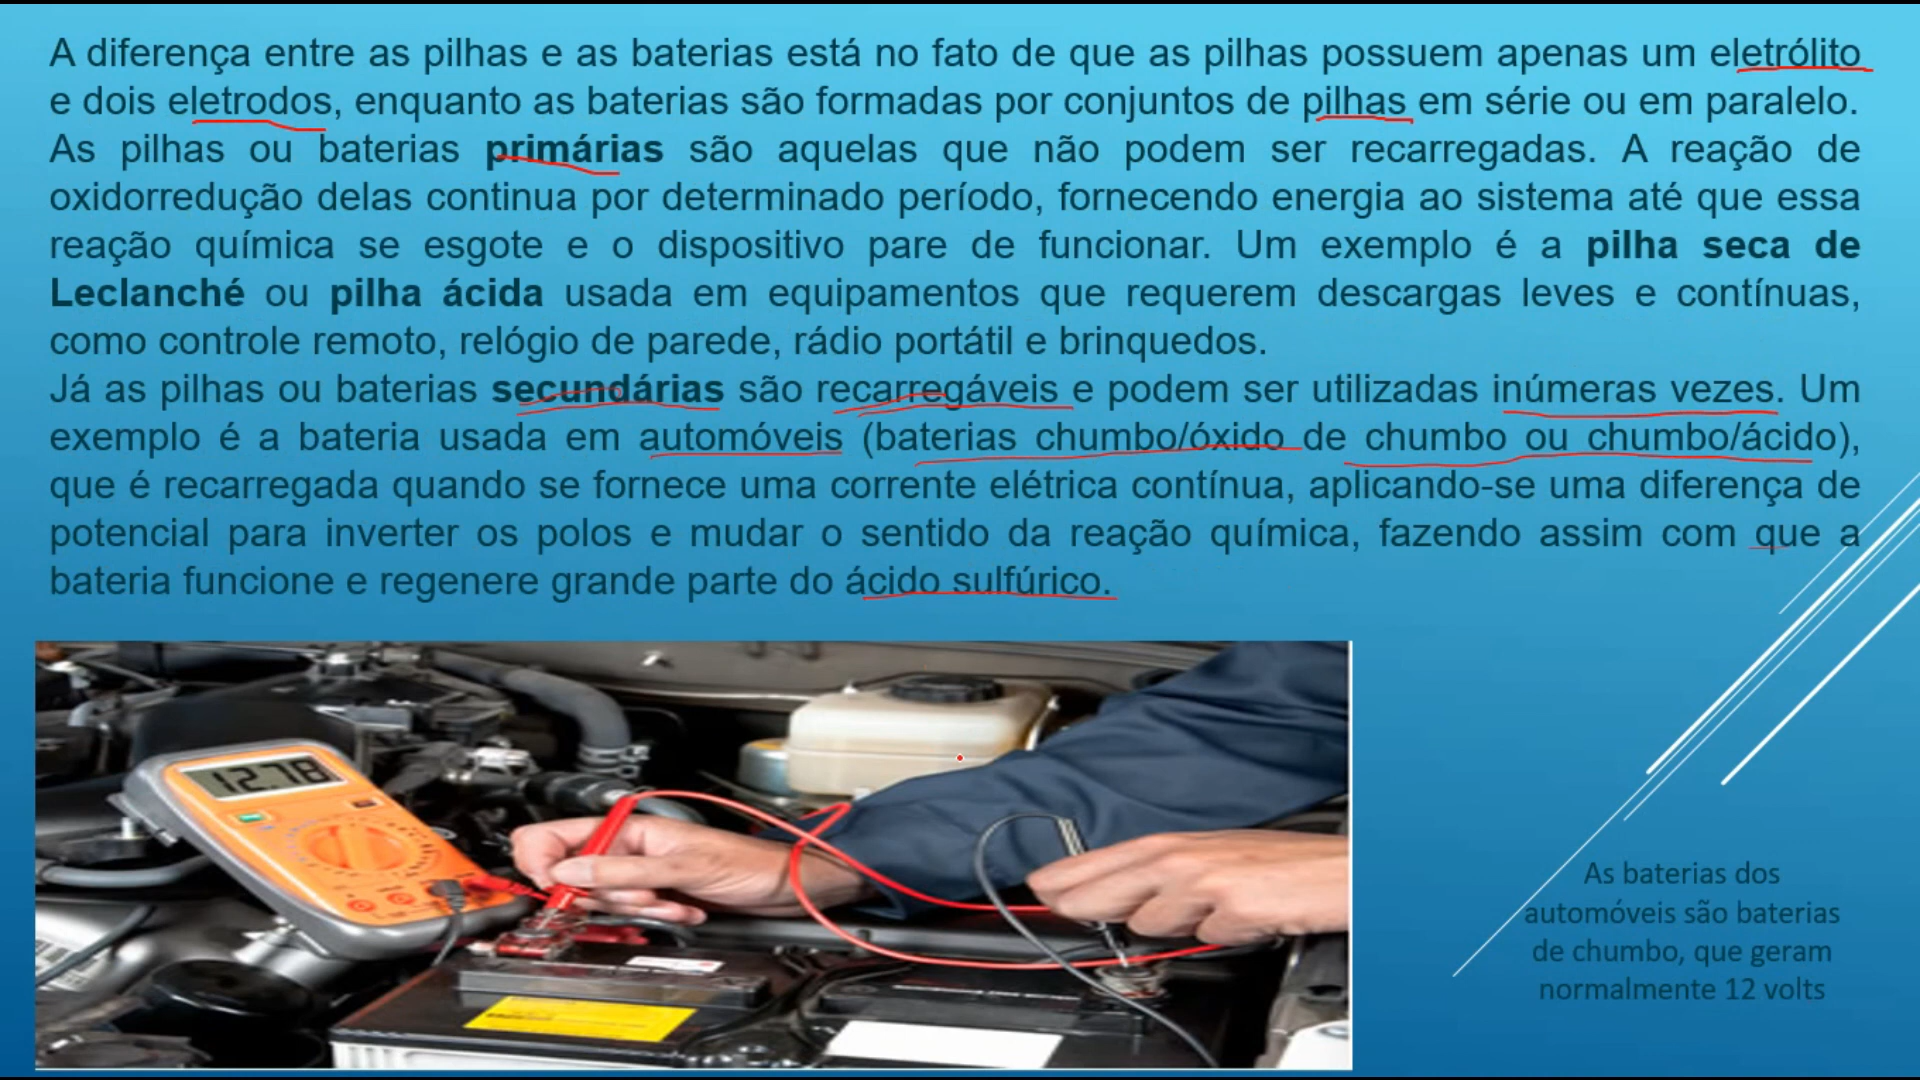 A diferença entre as pilhas e as baterias está no fato de que as pilhas possuem apenas um eletrólito
e dois eletrodos, enquanto as baterias são formadas por conjuntos de pilhas em série ou em paralelo.
As pilhas ou baterias primárias são aquelas que não podem ser recarregadas. A reação de
oxidorredução delas continua por determinado período, fornecendo energia ao sistema até que essa
reação química se esgote e o dispositivo pare de funcionar. Um exemplo é a pilha seca de
Leclanché ou pilha ácida usada em equipamentos que requerem descargas leves e contínuas,
como controle remoto, relógio de parede, rádio portátil e brinquedos.
Já as pilhas ou baterias secundárias são recarregáveis e podem ser utilizadas inúmeras vezes. Um
exemplo é a bateria usada em automóveis (baterias chumbo/óxido de chumbo ou chumbo/ácido),
que é recarregada quando se fornece uma corrente elétrica contínua, aplicando-se uma diferença de
potencial para inverter os polos e mudar o sentido da reação química, fazendo assim com que a
bateria funcione e regenere grande parte do ácido sulfúrico.
12.78
As baterias dos
automóveis são baterias
de chumbo, que geram
normalmente 12 volts